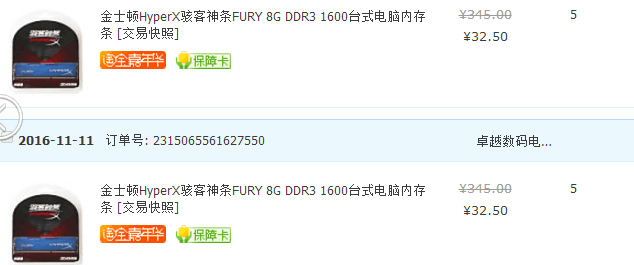 金士顿HyperX骇客神条FURY 8G DDR3 1600台式电脑内存 ¥345.00 5
条 [交易快照] ¥32.50
淘金嘉年华 保障卡
2016-11-11 订单号: 2315065561627550 卓越数码电...
金士顿HyperX骇客神条FURY 8G DDR3 1600台式电脑内存 ¥345.00 5
条 [交易快照] ¥32.50
淘金嘉年华 保障卡